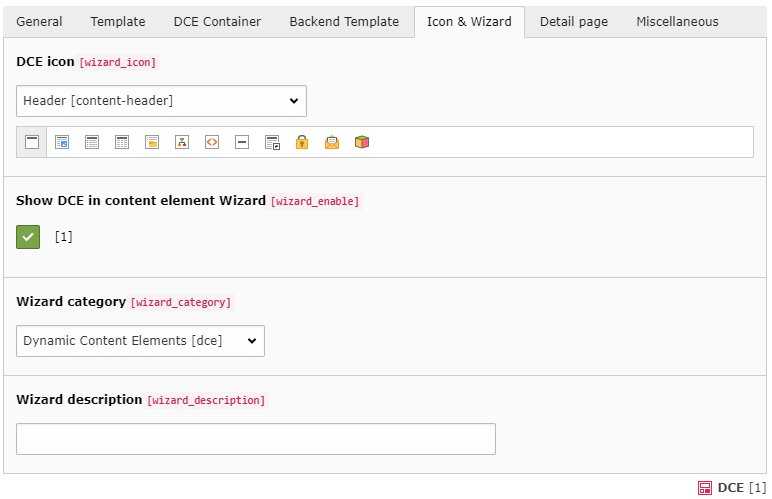 General Template DCE Container Backend Template Icon & Wizard Detail page Miscellaneous
DCE icon [wizard_icon]
Header [content-header]
Show DCE in content element Wizard [wizard_enable]
[1]
Wizard category [wizard_category]
Dynamic Content Elements [dce]
Wizard description [wizard_description]
DCE [1]